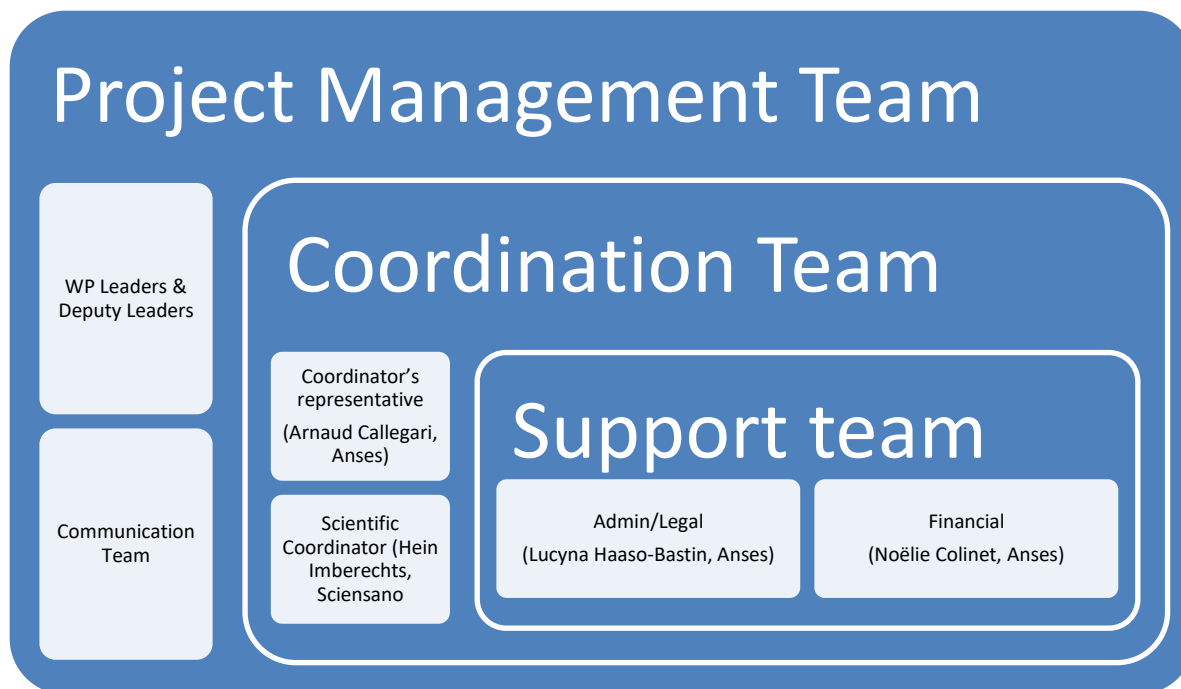 Project Management Team
WP Leaders &
Deputy Leaders
Communication
Team
Coordination Team
Coordinator’s
representative
(Arnaud Callegari,
Anses)
Scientific
Coordinator (Hein
Imberechts,
Sciensano
Support team
Admin/Legal
(Lucyna Haaso-Bastin, Anses)
Financial
(Noëlie Colinet, Anses)